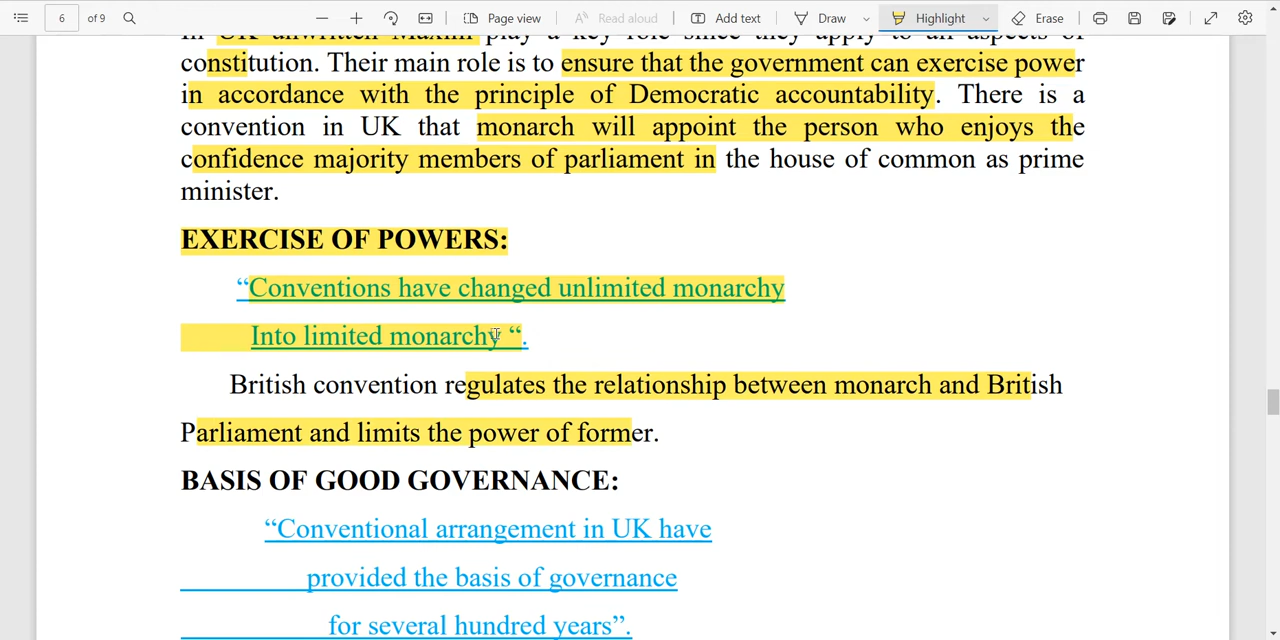 6 of 9 Page view Read aloud Add text Draw Highlight Erase
In UK unwritten Maxim play a key role since they apply to all aspects of
constitution. Their main role is to ensure that the government can exercise power
in accordance with the principle of Democratic accountability. There is a
convention in UK that monarch will appoint the person who enjoys the
confidence majority members of parliament in the house of common as prime
minister.
EXERCISE OF POWERS:
“Conventions have changed unlimited monarchy
Into limited monarchy “.
British convention regulates the relationship between monarch and British
Parliament and limits the power of former.
BASIS OF GOOD GOVERNANCE:
“Conventional arrangement in UK have
provided the basis of governance
for several hundred years”.